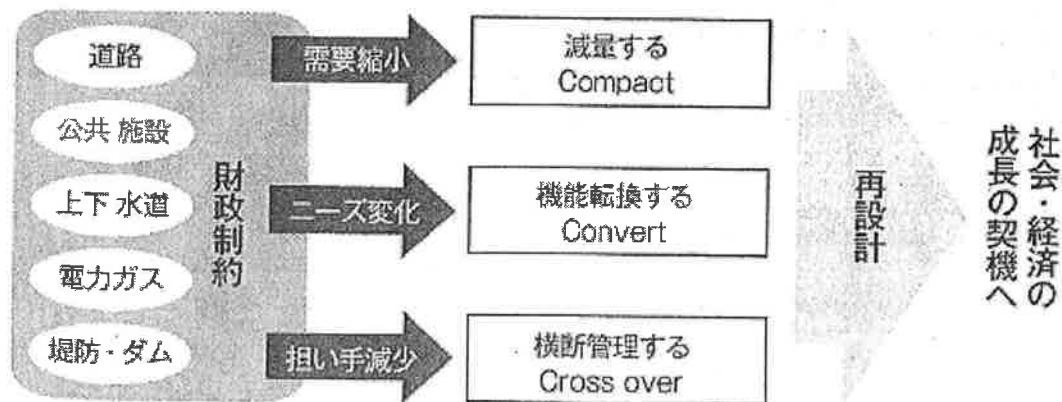 道路
公共 施設
上下 水道
電力ガス
堤防・ダム
財政制約
需要縮小
ニーズ変化
担い手減少
減量する
Compact
機能転換する
Convert
横断管理する
Cross over
再設計
社会・経済の
成長の契機へ